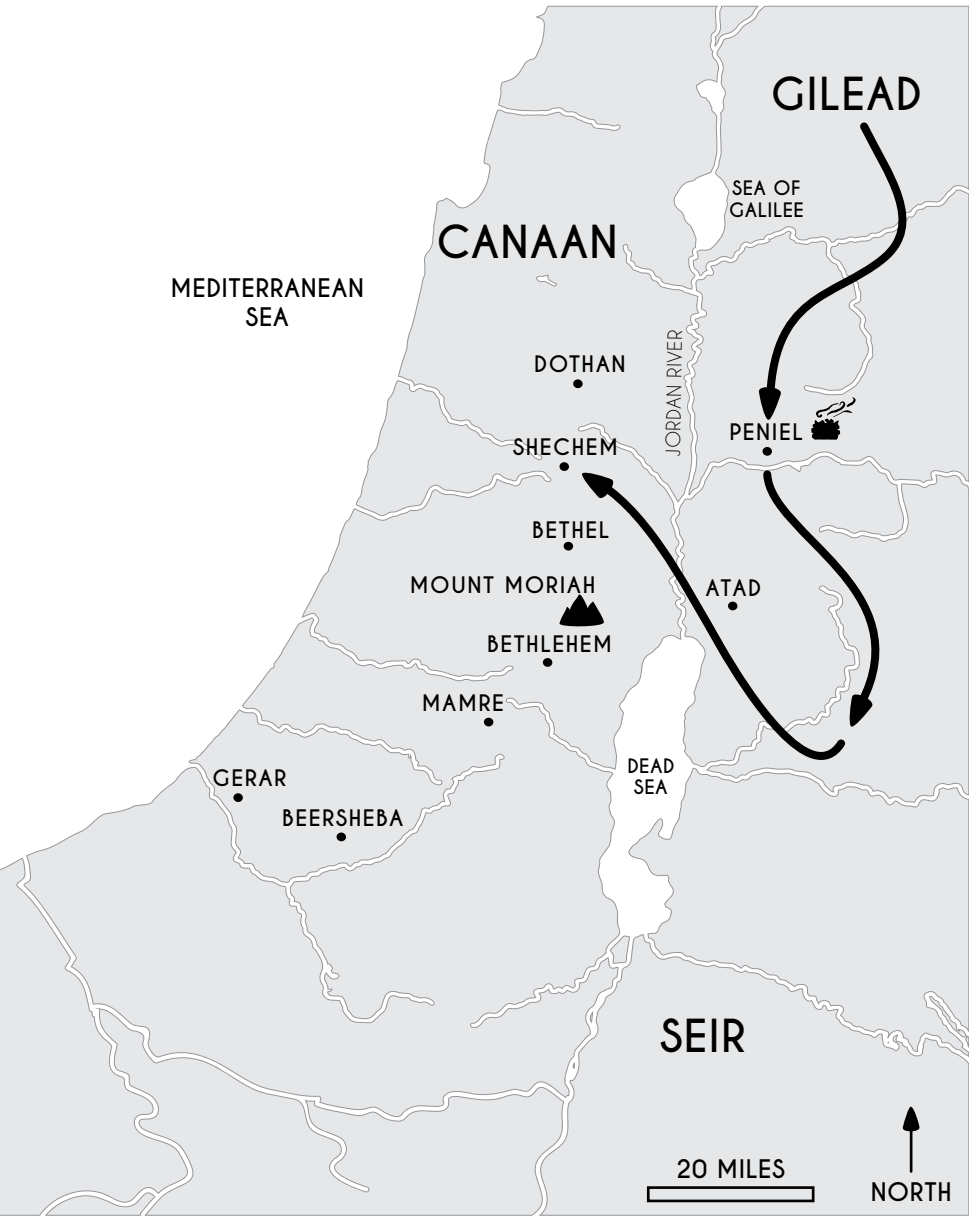 GILEAD
SEA OF
GALILEE
CANAAN
MEDITERRANEAN
SEA
DOTHAN
JORDAN RIVER
PENIEL
SHECHEM
BETHEL
MOUNT MORIAH
ATAD
BETHLEHEM
MAMRE
DEAD
SEA
GERAR
BEERSHEBA
SEIR
20 MILES
NORTH